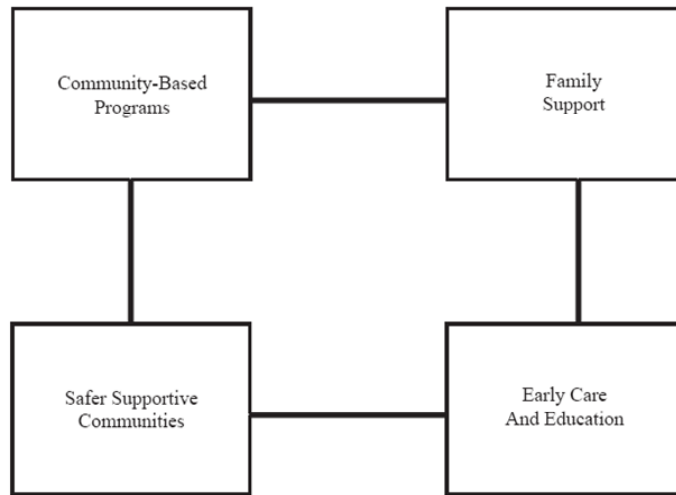 Community-Based
Programs
Family
Support
Safer Supportive
Communities
Early Care
And Education